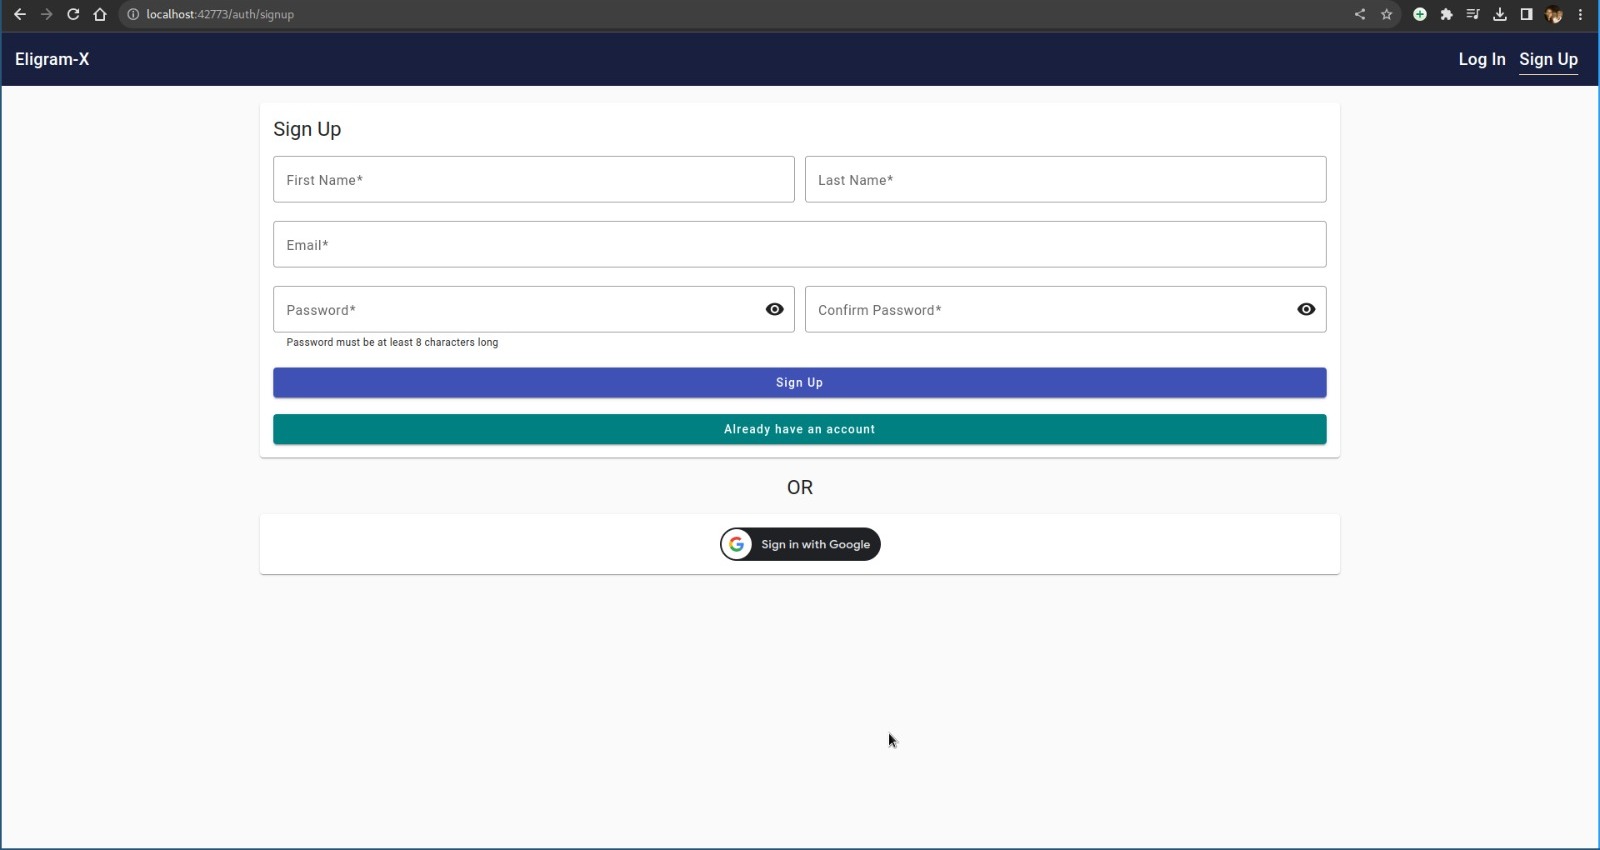 localhost:42773/auth/signup
Eligram-X Log In Sign Up
Sign Up
First Name* Last Name*
Email*
Password* Confirm Password*
Password must be at least 8 characters long
Sign Up
Already have an account
OR
G Sign in with Google